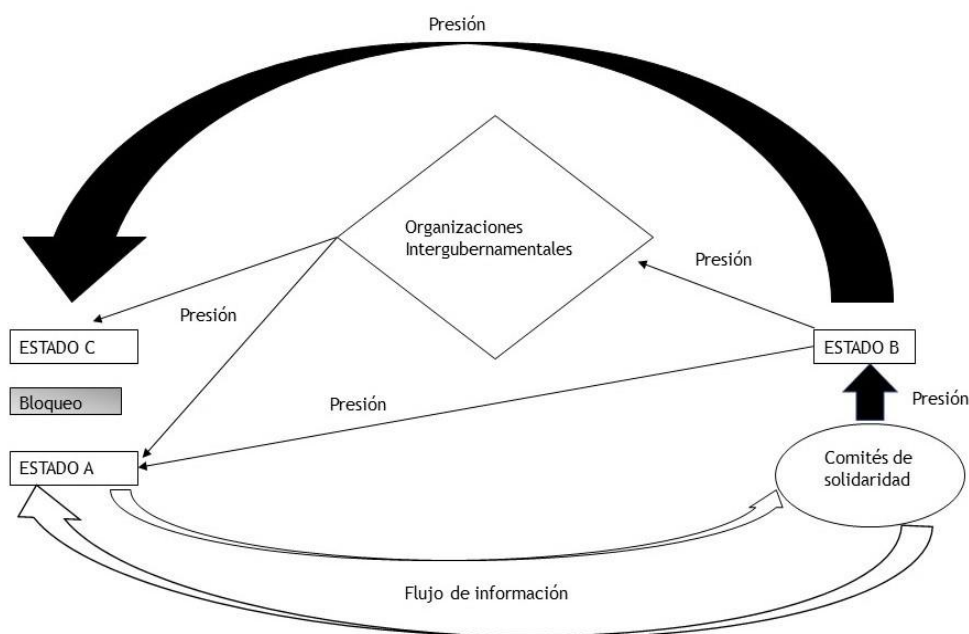 Presión
Organizaciones
Intergubernamentales
Presión
Presión
ESTADO C
ESTADO B
Bloqueo
Presión
Presión
ESTADO A
Comités de
solidaridad
Flujo de información